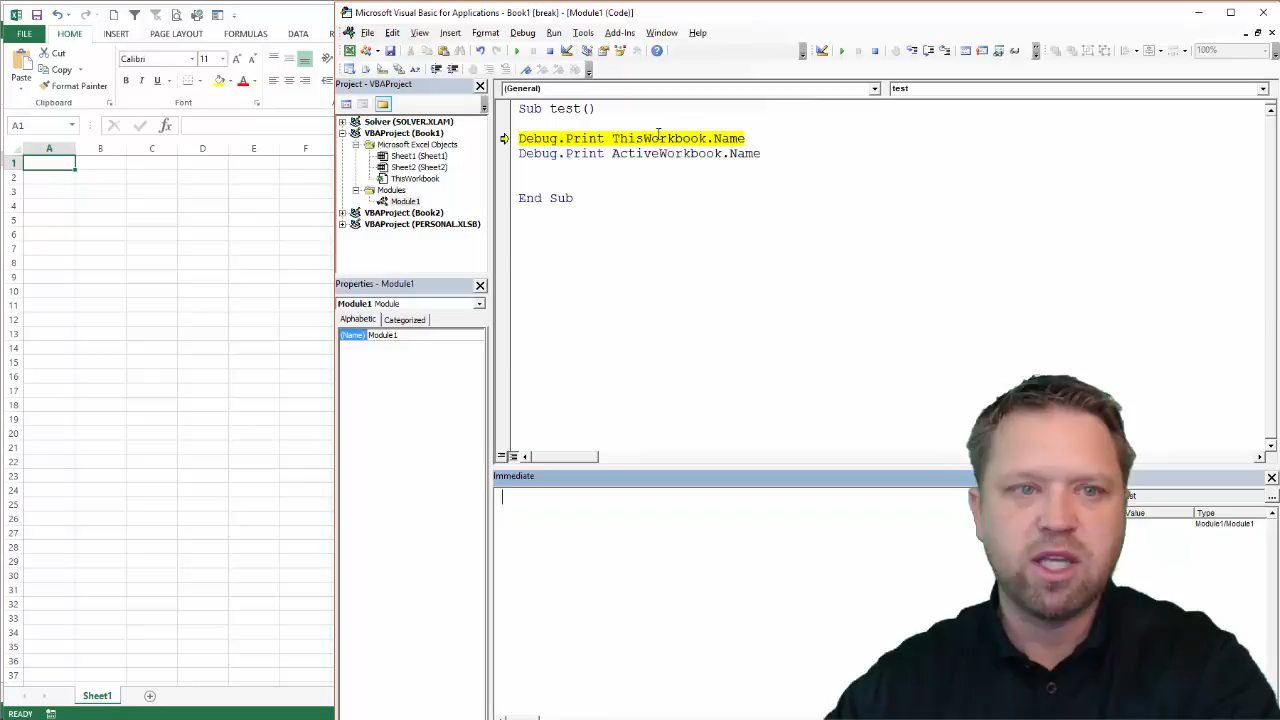 Microsoft Visual Basic for Applications - Book1 [break] - [Module1 (Code)]
FILE HOME INSERT PAGE LAYOUT FORMULAS DATA
File Edit View Insert Format Debug Run Tools Add-Ins Window Help
Paste
Cut
Copy
Format Painter
Clipboard
Calibri 11
B I U
Font
100%
A1
fx
A B C D E F
1
2
3
4
5
6
7
8
9
10
11
12
13
14
15
16
17
18
19
20
21
22
23
24
25
26
27
28
29
30
31
32
33
34
35
36
37
Sheet1
READY
Project - VBAProject
Solver (SOLVER.XLAM)
VBAProject (Book1)
Microsoft Excel Objects
Sheet1 (Sheet1)
Sheet2 (Sheet2)
ThisWorkbook
Modules
Module1
VBAProject (Book2)
VBAProject (PERSONAL.XLSB)
Properties - Module1
Module1 Module
Alphabetic Categorized
(Name) Module1
(General) test
Sub test()
Debug.Print ThisWorkbook.Name
Debug.Print ActiveWorkbook.Name
End Sub
Immediate
Value Type
Module1/Module1